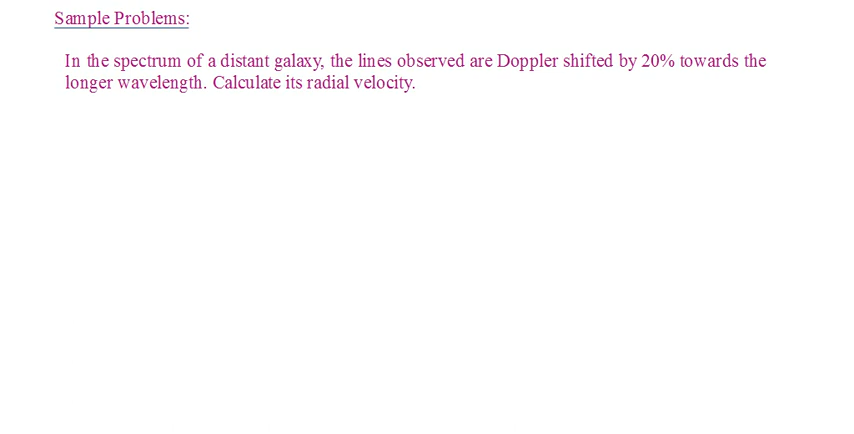 Sample Problems:
In the spectrum of a distant galaxy, the lines observed are Doppler shifted by 20% towards the
longer wavelength. Calculate its radial velocity.